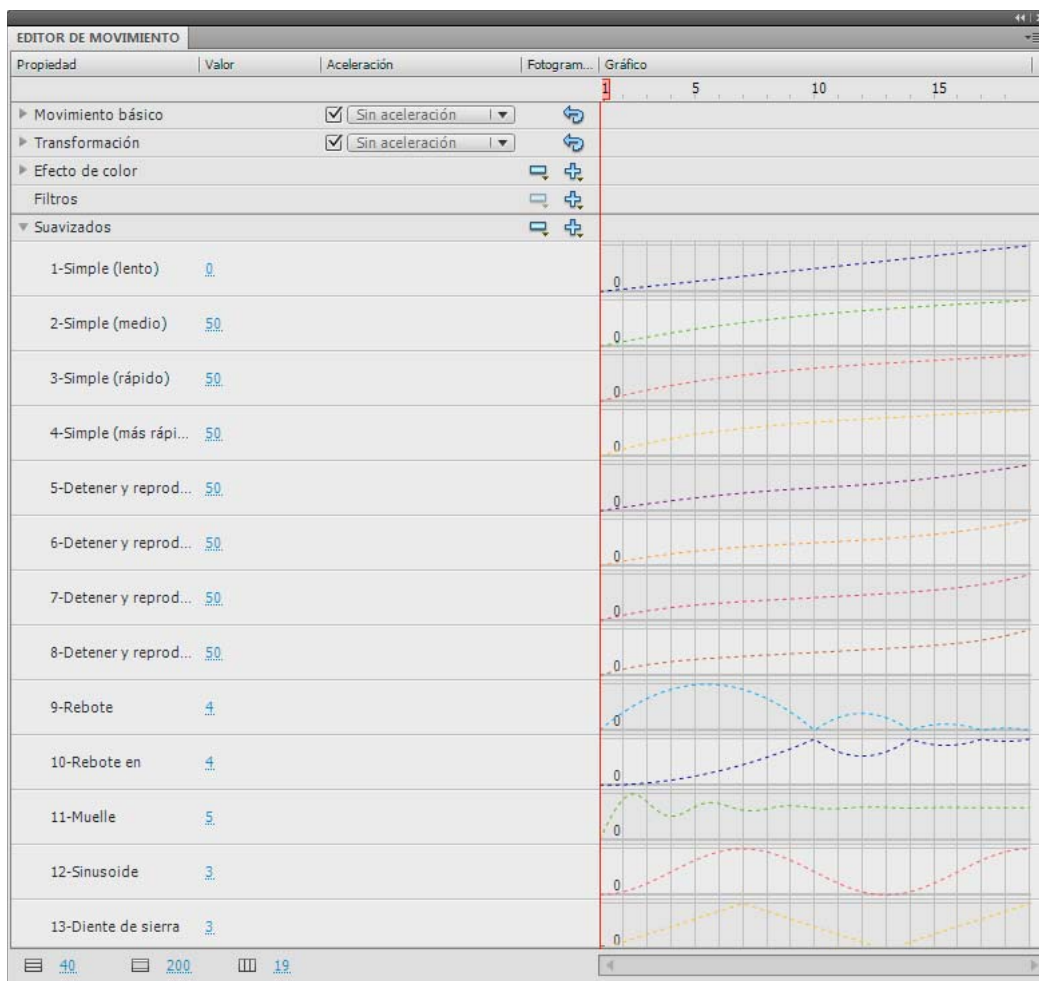 EDITOR DE MOVIMIENTO
Propiedad Valor Aceleración Fotogram... Gráfico
1 5 10 15
Movimiento básico Sin aceleración
Transformación Sin aceleración
Efecto de color
Filtros
Suavizados
1-Simple (lento) 0 0
2-Simple (medio) 50 0
3-Simple (rápido) 50 0
4-Simple (más rápi... 50 0
5-Detener y reprod... 50 0
6-Detener y reprod... 50 0
7-Detener y reprod... 50 0
8-Detener y reprod... 50 0
9-Rebote 4 0
10-Rebote en 4 0
11-Muelle 5 0
12-Sinusoide 3 0
13-Diente de sierra 3 0
40 200 19